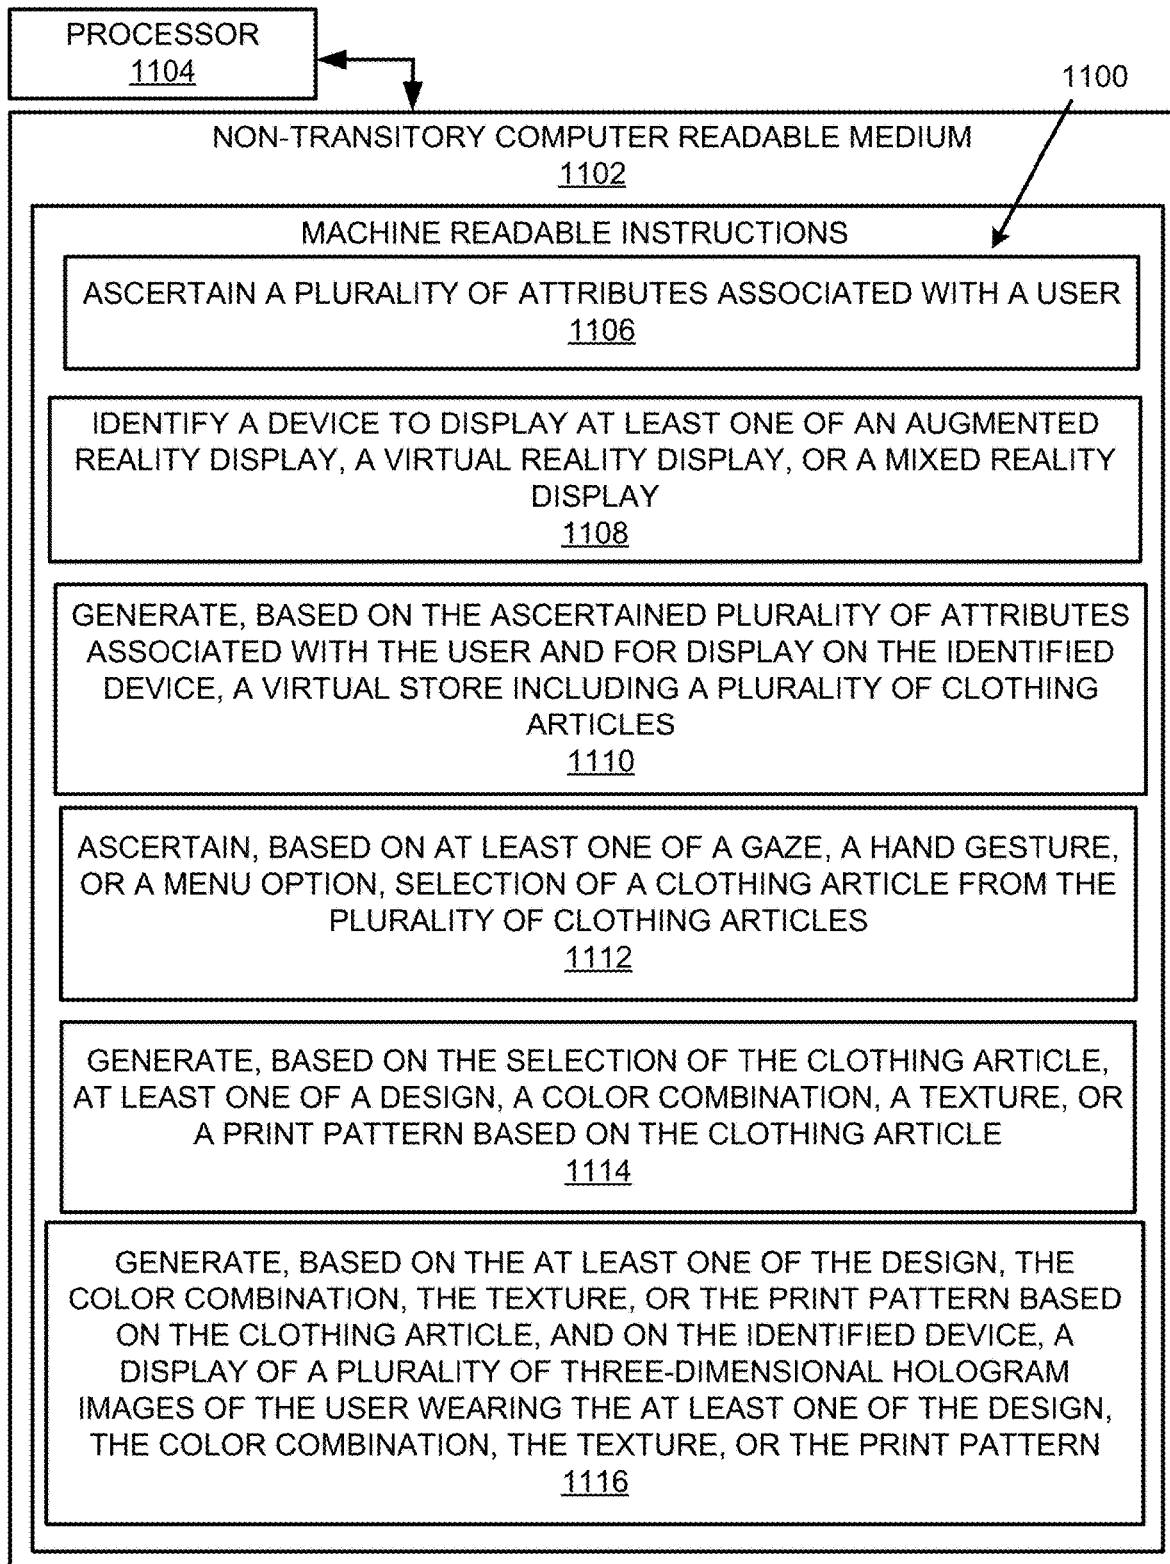 PROCESSOR
1104
1100
NON-TRANSITORY COMPUTER READABLE MEDIUM
1102
MACHINE READABLE INSTRUCTIONS
ASCERTAIN A PLURALITY OF ATTRIBUTES ASSOCIATED WITH A USER
1106
IDENTIFY A DEVICE TO DISPLAY AT LEAST ONE OF AN AUGMENTED
REALITY DISPLAY, A VIRTUAL REALITY DISPLAY, OR A MIXED REALITY
DISPLAY
1108
GENERATE, BASED ON THE ASCERTAINED PLURALITY OF ATTRIBUTES
ASSOCIATED WITH THE USER AND FOR DISPLAY ON THE IDENTIFIED
DEVICE, A VIRTUAL STORE INCLUDING A PLURALITY OF CLOTHING
ARTICLES
1110
ASCERTAIN, BASED ON AT LEAST ONE OF A GAZE, A HAND GESTURE,
OR A MENU OPTION, SELECTION OF A CLOTHING ARTICLE FROM THE
PLURALITY OF CLOTHING ARTICLES
1112
GENERATE, BASED ON THE SELECTION OF THE CLOTHING ARTICLE,
AT LEAST ONE OF A DESIGN, A COLOR COMBINATION, A TEXTURE, OR
A PRINT PATTERN BASED ON THE CLOTHING ARTICLE
1114
GENERATE, BASED ON THE AT LEAST ONE OF THE DESIGN, THE
COLOR COMBINATION, THE TEXTURE, OR THE PRINT PATTERN BASED
ON THE CLOTHING ARTICLE, AND ON THE IDENTIFIED DEVICE, A
DISPLAY OF A PLURALITY OF THREE-DIMENSIONAL HOLOGRAM
IMAGES OF THE USER WEARING THE AT LEAST ONE OF THE DESIGN,
THE COLOR COMBINATION, THE TEXTURE, OR THE PRINT PATTERN
1116